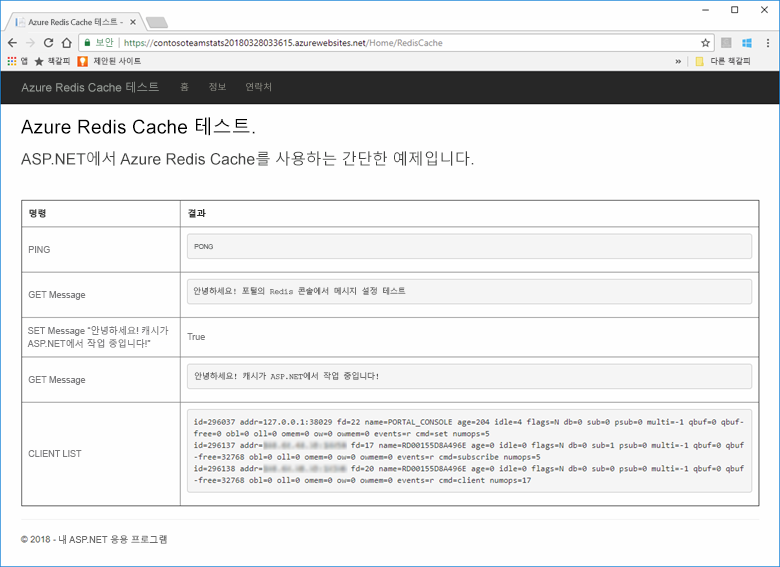 Azure Redis Cache 테스트 -
보안 https://contosoteamstats20180328033615.azurewebsites.net/Home/RedisCache
앱 책갈피 제안된 사이트 » 다른 책갈피
Azure Redis Cache 테스트 홈 정보 연락처
Azure Redis Cache 테스트.
ASP.NET에서 Azure Redis Cache를 사용하는 간단한 예제입니다.
명령 결과
PING PONG
GET Message 안녕하세요! 포털의 Redis 콘솔에서 메시지 설정 테스트
SET Message "안녕하세요! 캐시가
ASP.NET에서 작업 중입니다!" True
GET Message 안녕하세요! 캐시가 ASP.NET에서 작업 중입니다!
CLIENT LIST
id=296037 addr=127.0.0.1:38029 fd=22 name=PORTAL_CONSOLE age=204 idle=4 flags=N db=0 sub=0 psub=0 multi=-1 qbuf=0 qbuf-
free=0 obl=0 oll=0 omem=0 ow=0 owmem=0 events=r cmd=set numops=5
id=296137 addr= fd=17 name=RD00155D8A496E age=0 idle=0 flags=N db=0 sub=1 psub=0 multi=-1 qbuf=0 qbuf
-free=32768 obl=0 oll=0 omem=0 ow=0 owmem=0 events=r cmd=subscribe numops=5
id=296138 addr= fd=20 name=RD00155D8A496E age=0 idle=0 flags=N db=0 sub=0 psub=0 multi=-1 qbuf=0 qbuf
-free=32768 obl=0 oll=0 omem=0 ow=0 owmem=0 events=r cmd=client numops=17
© 2018 - 내 ASP.NET 응용 프로그램